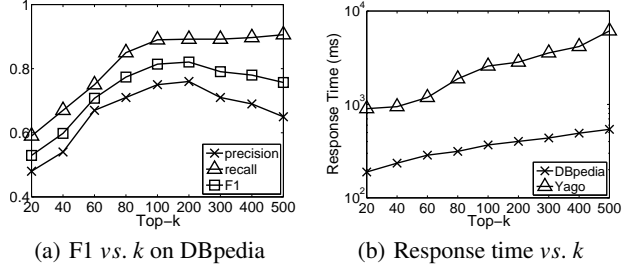 1
0.8
0.6
0.4
20 40 60 80 100 200 300 400 500
Top-k
precision
recall
F1
(a) F1 vs. k on DBpedia
Response Time (ms)
10^4
10^3
10^2
20 40 60 80 100 200 300 400 500
Top-k
DBpedia
Yago
(b) Response time vs. k